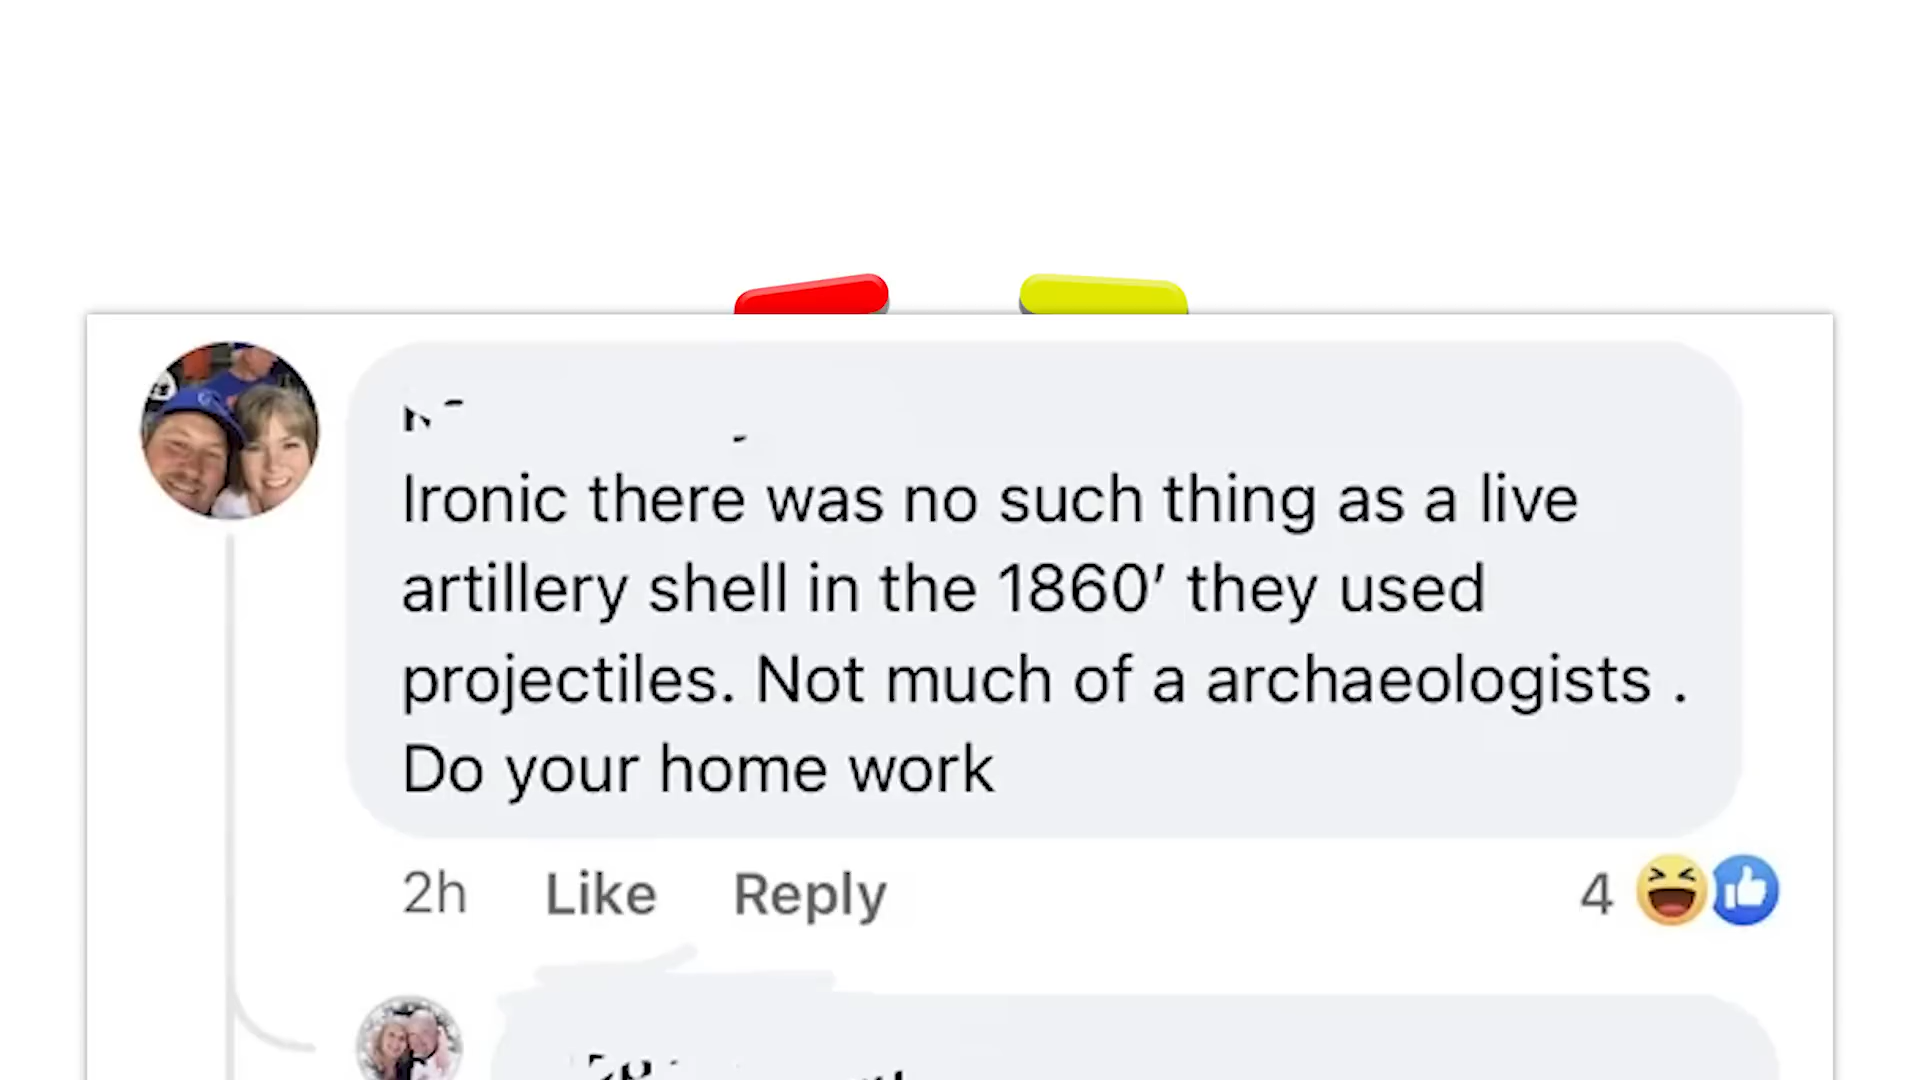 Ironic there was no such thing as a live
artillery shell in the 1860′ they used
projectiles. Not much of a archaeologists .
Do your home work
2h Like Reply 4